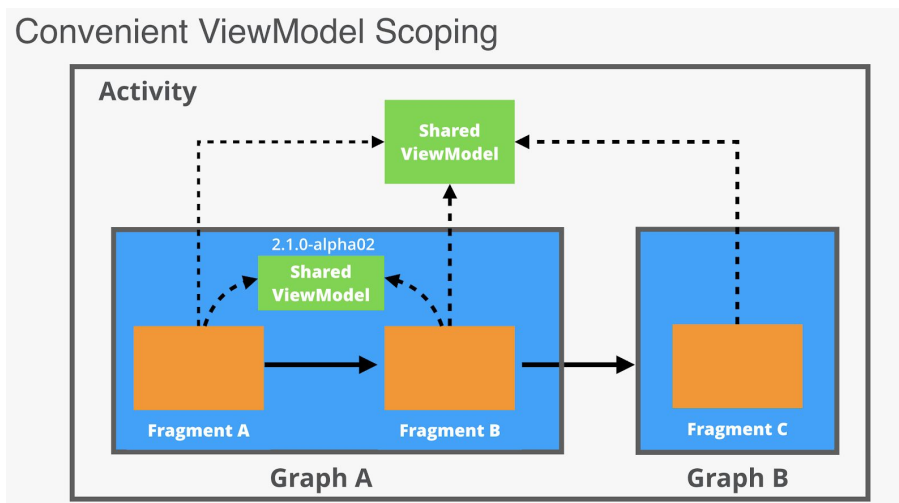 Convenient ViewModel Scoping
Activity
Shared
ViewModel
2.1.0-alpha02
Shared
ViewModel
Fragment A
Fragment B
Fragment C
Graph A
Graph B